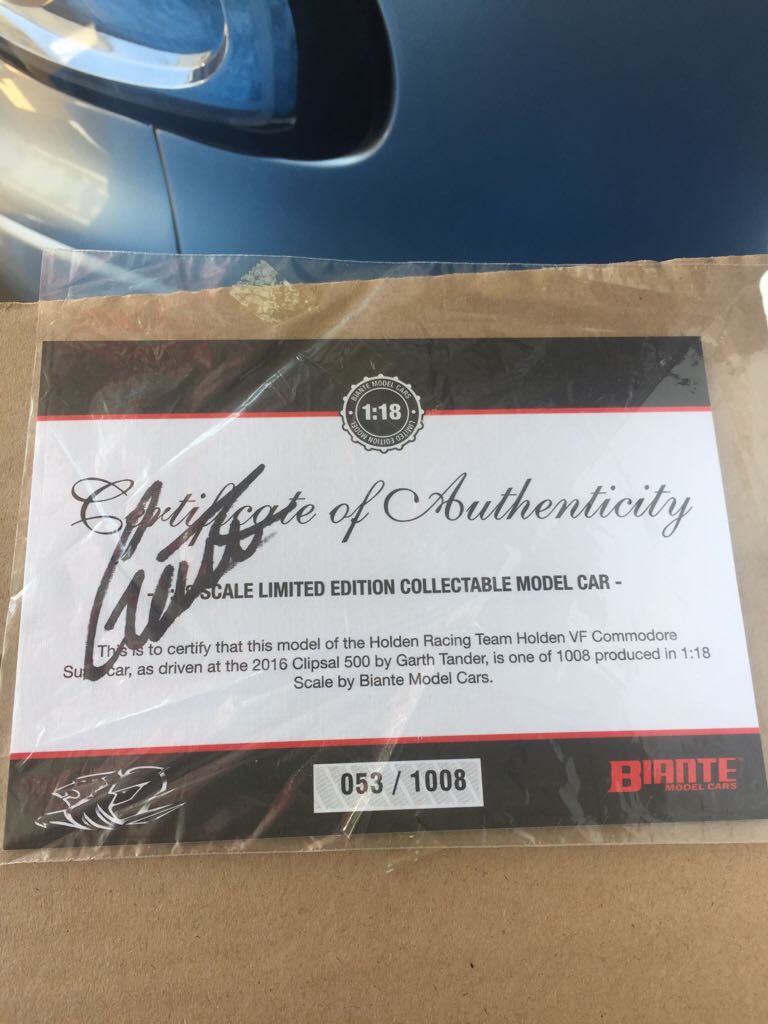 BIANTE MODEL CARS
1:18
LIMITED EDITION MODEL
Certificate of Authenticity
- 1:18 SCALE LIMITED EDITION COLLECTABLE MODEL CAR -
This is to certify that this model of the Holden Racing Team Holden VF Commodore
Supercar, as driven at the 2016 Clipsal 500 by Garth Tander, is one of 1008 produced in 1:18
Scale by Biante Model Cars.
053 / 1008
BIANTE
MODEL CARS